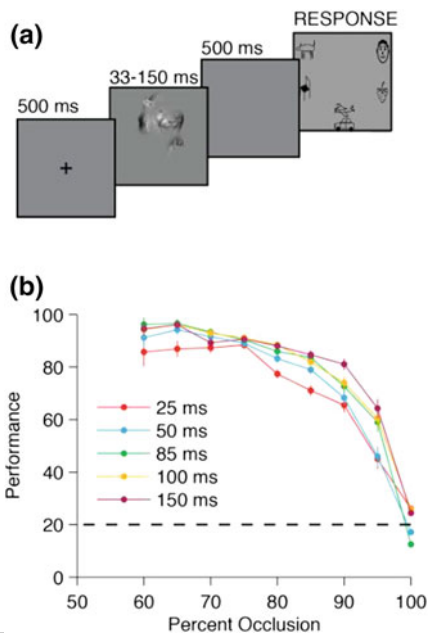 (a)
RESPONSE
500 ms
33-150 ms
500 ms
(b)
Performance
100
80
60
40
20
0
25 ms
50 ms
85 ms
100 ms
150 ms
50 60 70 80 90 100
Percent Occlusion